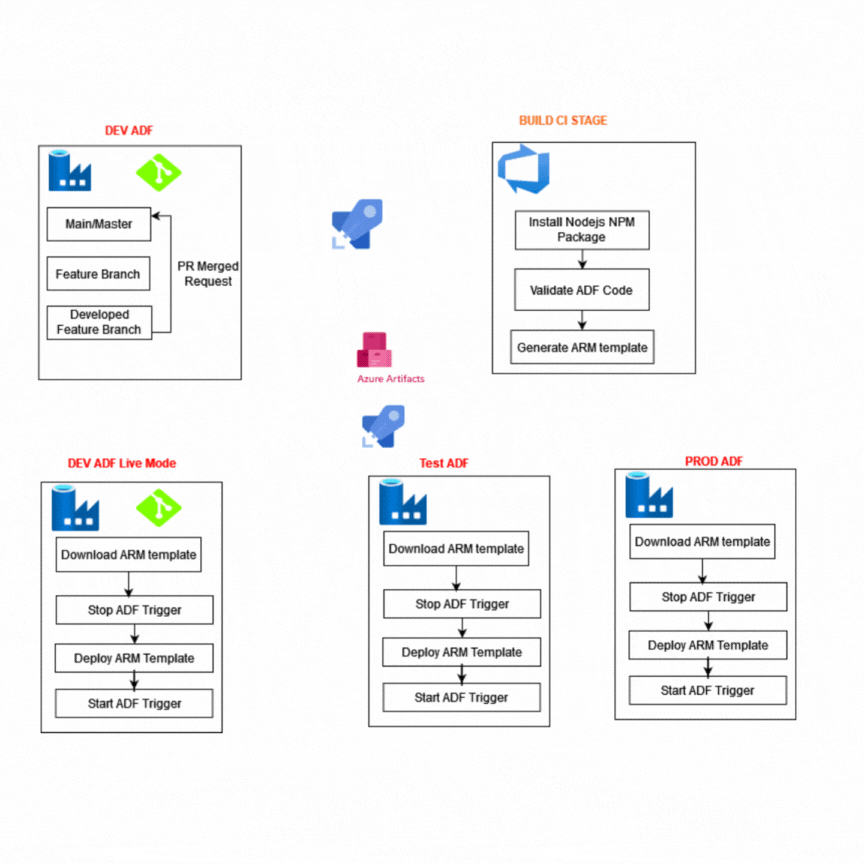 DEV ADF
Main/Master
Feature Branch
Developed
Feature Branch
PR Merged
Request
BUILD CI STAGE
Install Nodejs NPM
Package
Validate ADF Code
Generate ARM template
Azure Artifacts
DEV ADF Live Mode
Download ARM template
Stop ADF Trigger
Deploy ARM Template
Start ADF Trigger
Test ADF
Download ARM template
Stop ADF Trigger
Deploy ARM Template
Start ADF Trigger
PROD ADF
Download ARM template
Stop ADF Trigger
Deploy ARM Template
Start ADF Trigger